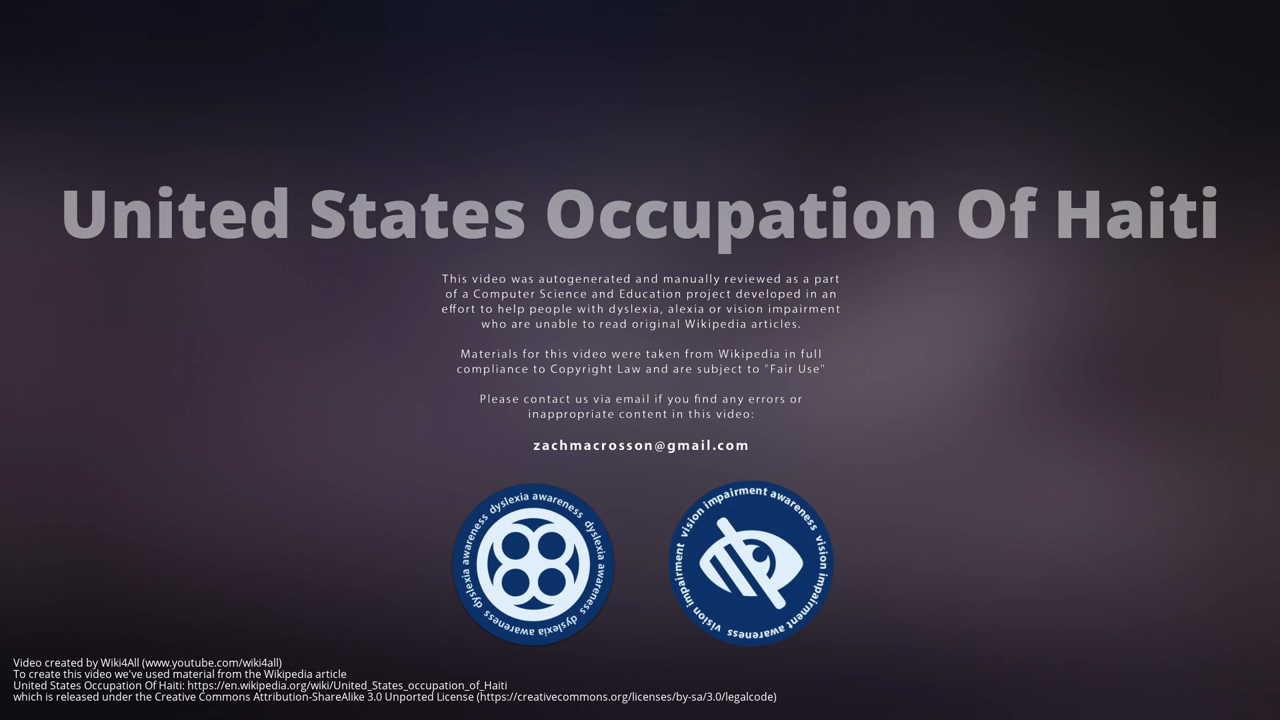 United States Occupation Of Haiti
This video was autogenerated and manually reviewed as a part
of a Computer Science and Education project developed in an
effort to help people with dyslexia, alexia or vision impairment
who are unable to read original Wikipedia articles.
Materials for this video were taken from Wikipedia in full
compliance to Copyright Law and are subject to "Fair Use"
Please contact us via email if you find any errors or
inappropriate content in this video:
zachmacrosson@gmail.com
dyslexia awareness dyslexia awareness dyslexia awareness dyslexia awareness
vision impairment awareness vision impairment awareness vision impairment
Video created by Wiki4All (www.youtube.com/wiki4all)
To create this video we've used material from the Wikipedia article
United States Occupation Of Haiti: https://en.wikipedia.org/wiki/United_States_occupation_of_Haiti
which is released under the Creative Commons Attribution-ShareAlike 3.0 Unported License (https://creativecommons.org/licenses/by-sa/3.0/legalcode)